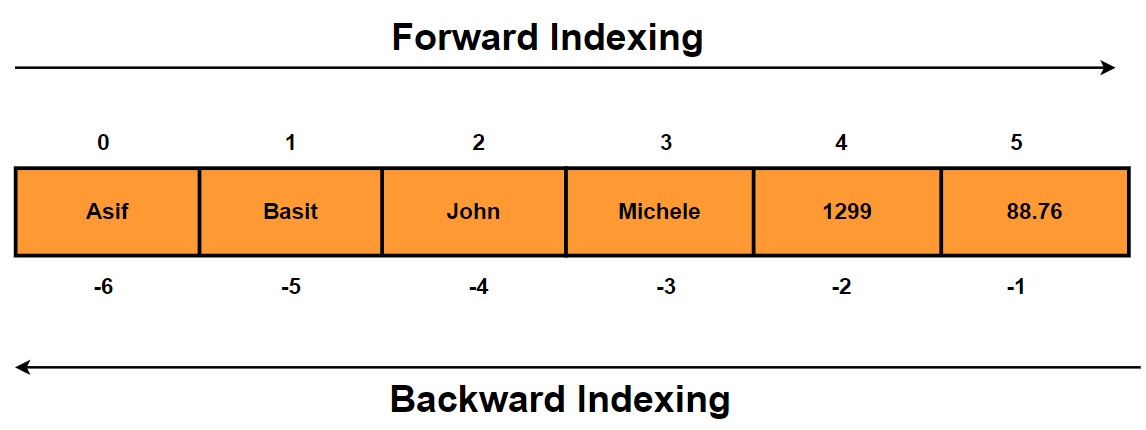 Forward Indexing
0 1 2 3 4 5
Asif Basit John Michele 1299 88.76
-6 -5 -4 -3 -2 -1
Backward Indexing